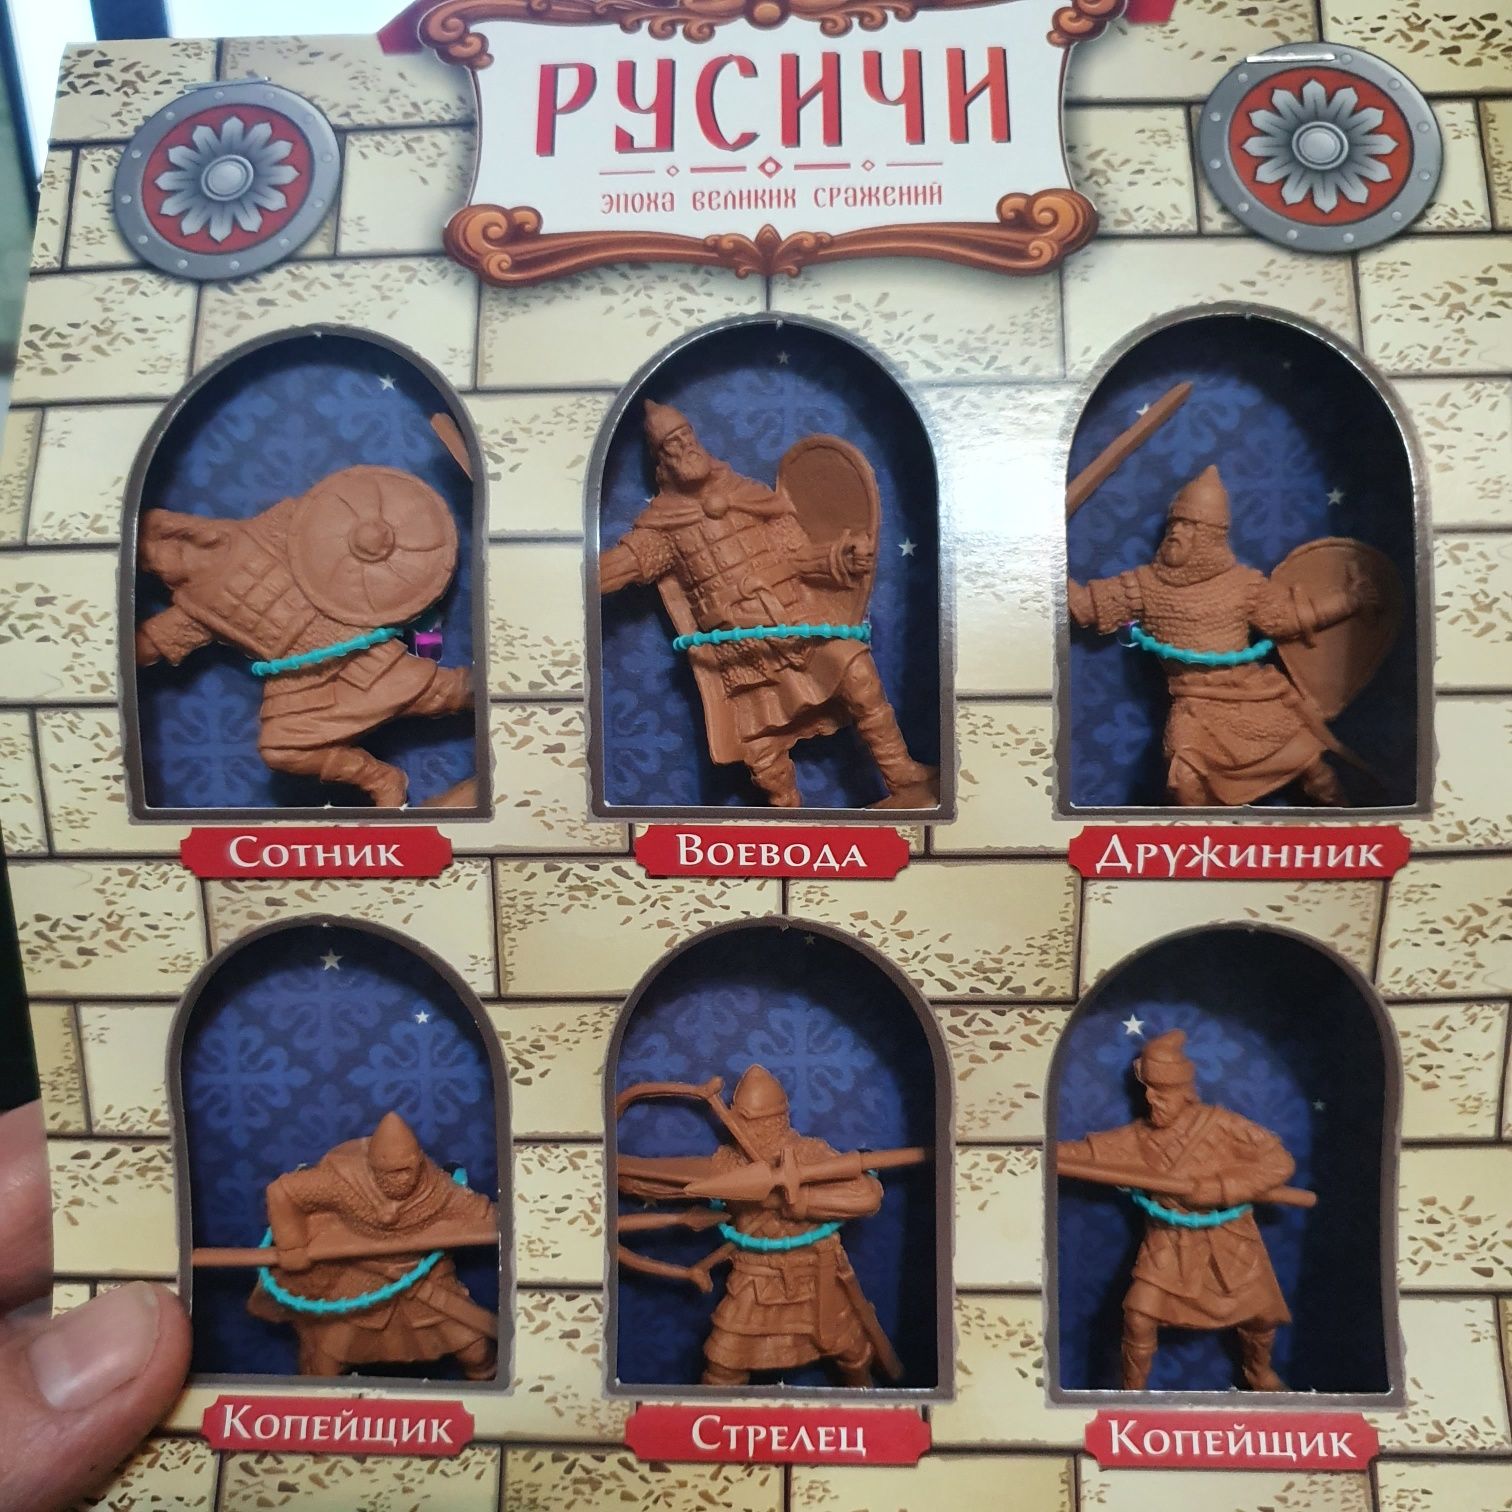 РУСИЧИ
ЭПОХА ВЕЛИКИХ СРАЖЕНИЙ
Сотник
Воевода
Дружинник
Копейщик
Стрелец
Копейщик